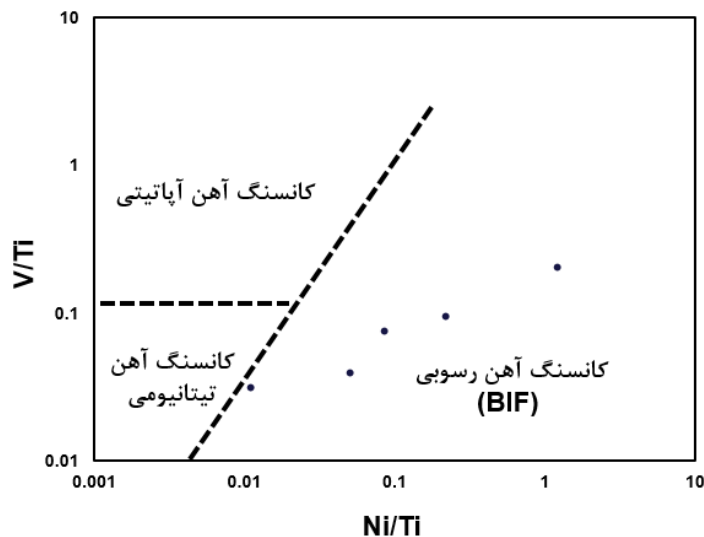 10
1
0.1
0.01
V/Ti
کانسنگ آهن آپاتیتی
کانسنگ آهن
تیتانیومی
کانسنگ آهن رسوبی
(BIF)
0.001
0.01
0.1
1
10
Ni/Ti